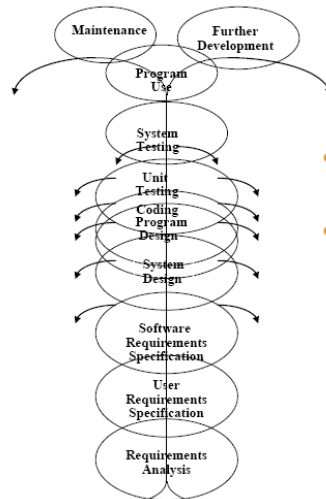 Maintenance
Further
Development
Program
Use
System
Testing
Unit
Testing
Coding
Program
Design
System
Design
Software
Requirements
Specification
User
Requirements
Specification
Requirements
Analysis